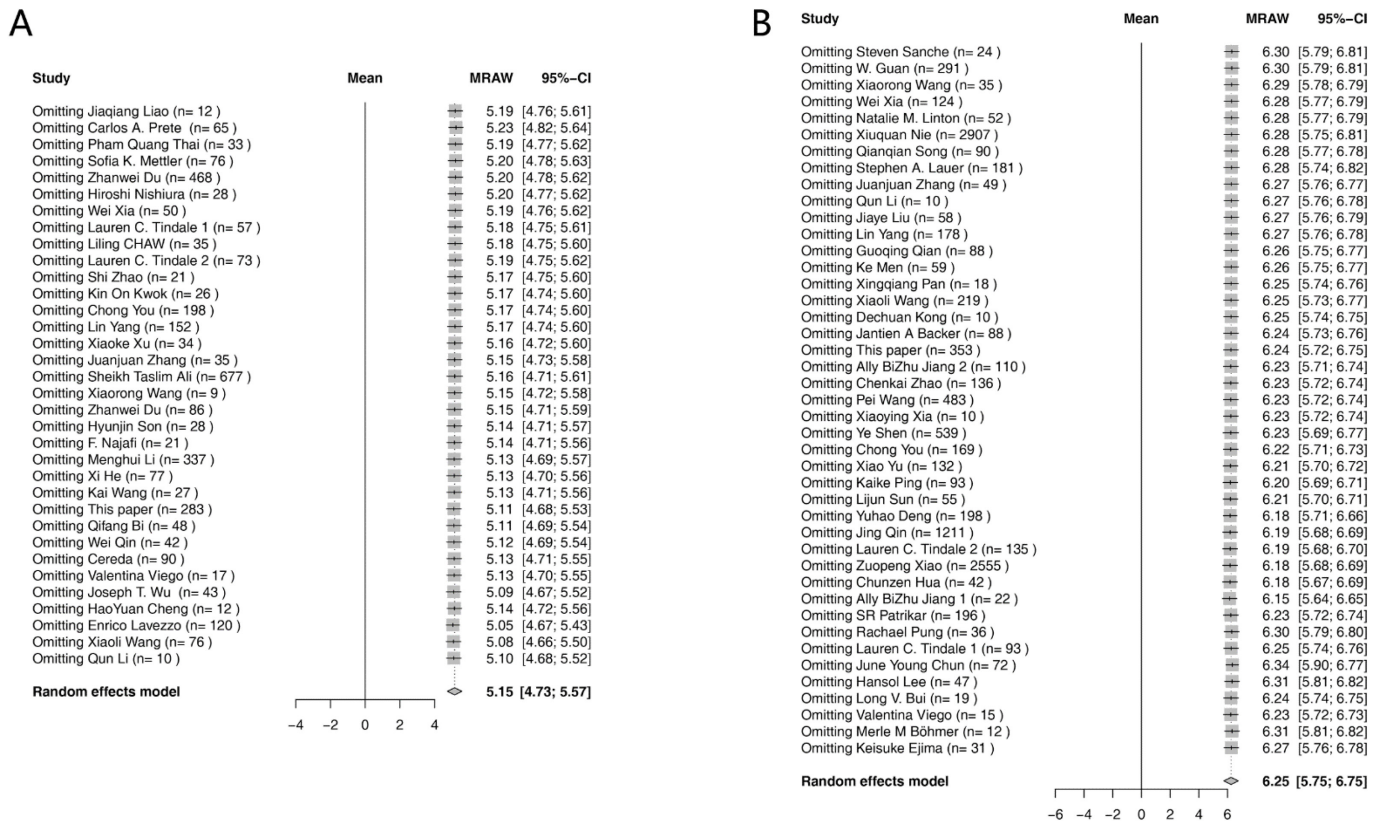 A
Study Mean MRAW 95%−CI
Omitting Jiaqiang Liao (n= 12 ) 5.19 [4.76; 5.61]
Omitting Carlos A. Prete (n= 65 ) 5.23 [4.82; 5.64]
Omitting Pham Quang Thai (n= 33 ) 5.19 [4.77; 5.62]
Omitting Sofia K. Mettler (n= 76 ) 5.20 [4.78; 5.63]
Omitting Zhanwei Du (n= 468 ) 5.20 [4.78; 5.62]
Omitting Hiroshi Nishiura (n= 28 ) 5.20 [4.77; 5.62]
Omitting Wei Xia (n= 50 ) 5.19 [4.76; 5.62]
Omitting Lauren C. Tindale 1 (n= 57 ) 5.18 [4.75; 5.61]
Omitting Liling CHAW (n= 35 ) 5.18 [4.75; 5.60]
Omitting Lauren C. Tindale 2 (n= 73 ) 5.19 [4.75; 5.62]
Omitting Shi Zhao (n= 21 ) 5.17 [4.75; 5.60]
Omitting Kin On Kwok (n= 26 ) 5.17 [4.74; 5.60]
Omitting Chong You (n= 198 ) 5.17 [4.74; 5.60]
Omitting Lin Yang (n= 152 ) 5.17 [4.74; 5.60]
Omitting Xiaoke Xu (n= 34 ) 5.16 [4.72; 5.60]
Omitting Juanjuan Zhang (n= 35 ) 5.15 [4.73; 5.58]
Omitting Sheikh Taslim Ali (n= 677 ) 5.16 [4.71; 5.61]
Omitting Xiaorong Wang (n= 9 ) 5.15 [4.72; 5.58]
Omitting Zhanwei Du (n= 86 ) 5.15 [4.71; 5.59]
Omitting Hyunjin Son (n= 28 ) 5.14 [4.71; 5.57]
Omitting F. Najafi (n= 21 ) 5.14 [4.71; 5.56]
Omitting Menghui Li (n= 337 ) 5.13 [4.69; 5.57]
Omitting Xi He (n= 77 ) 5.13 [4.70; 5.56]
Omitting Kai Wang (n= 27 ) 5.13 [4.71; 5.56]
Omitting This paper (n= 283 ) 5.11 [4.68; 5.53]
Omitting Qifang Bi (n= 48 ) 5.11 [4.69; 5.54]
Omitting Wei Qin (n= 42 ) 5.12 [4.69; 5.54]
Omitting Cereda (n= 90 ) 5.13 [4.71; 5.55]
Omitting Valentina Viego (n= 17 ) 5.13 [4.70; 5.55]
Omitting Joseph T. Wu (n= 43 ) 5.09 [4.67; 5.52]
Omitting HaoYuan Cheng (n= 12 ) 5.14 [4.72; 5.56]
Omitting Enrico Lavezzo (n= 120 ) 5.05 [4.67; 5.43]
Omitting Xiaoli Wang (n= 76 ) 5.08 [4.66; 5.50]
Omitting Qun Li (n= 10 ) 5.10 [4.68; 5.52]
Random effects model 5.15 [4.73; 5.57]
−4 −2 0 2 4
B
Study Mean MRAW 95%−CI
Omitting Steven Sanche (n= 24 ) 6.30 [5.79; 6.81]
Omitting W. Guan (n= 291 ) 6.30 [5.79; 6.81]
Omitting Xiaorong Wang (n= 35 ) 6.29 [5.78; 6.79]
Omitting Wei Xia (n= 124 ) 6.28 [5.77; 6.79]
Omitting Natalie M. Linton (n= 52 ) 6.28 [5.77; 6.79]
Omitting Xiuquan Nie (n= 2907 ) 6.28 [5.75; 6.81]
Omitting Qianqian Song (n= 90 ) 6.28 [5.77; 6.78]
Omitting Stephen A. Lauer (n= 181 ) 6.28 [5.74; 6.82]
Omitting Juanjuan Zhang (n= 49 ) 6.27 [5.76; 6.77]
Omitting Qun Li (n= 10 ) 6.27 [5.76; 6.78]
Omitting Jiaye Liu (n= 58 ) 6.27 [5.76; 6.79]
Omitting Lin Yang (n= 178 ) 6.27 [5.76; 6.78]
Omitting Guoqing Qian (n= 88 ) 6.26 [5.75; 6.77]
Omitting Ke Men (n= 59 ) 6.26 [5.75; 6.77]
Omitting Xingqiang Pan (n= 18 ) 6.25 [5.74; 6.76]
Omitting Xiaoli Wang (n= 219 ) 6.25 [5.73; 6.77]
Omitting Dechuan Kong (n= 10 ) 6.25 [5.74; 6.75]
Omitting Jantien A Backer (n= 88 ) 6.24 [5.73; 6.76]
Omitting This paper (n= 353 ) 6.24 [5.72; 6.75]
Omitting Ally BiZhu Jiang 2 (n= 110 ) 6.23 [5.71; 6.74]
Omitting Chenkai Zhao (n= 136 ) 6.23 [5.72; 6.74]
Omitting Pei Wang (n= 483 ) 6.23 [5.72; 6.74]
Omitting Xiaoying Xia (n= 10 ) 6.23 [5.72; 6.74]
Omitting Ye Shen (n= 539 ) 6.23 [5.69; 6.77]
Omitting Chong You (n= 169 ) 6.22 [5.71; 6.73]
Omitting Xiao Yu (n= 132 ) 6.21 [5.70; 6.72]
Omitting Kaike Ping (n= 93 ) 6.20 [5.69; 6.71]
Omitting Lijun Sun (n= 55 ) 6.21 [5.70; 6.71]
Omitting Yuhao Deng (n= 198 ) 6.18 [5.71; 6.66]
Omitting Jing Qin (n= 1211 ) 6.19 [5.68; 6.69]
Omitting Lauren C. Tindale 2 (n= 135 ) 6.19 [5.68; 6.70]
Omitting Zuopeng Xiao (n= 2555 ) 6.18 [5.68; 6.69]
Omitting Chunzen Hua (n= 42 ) 6.18 [5.67; 6.69]
Omitting Ally BiZhu Jiang 1 (n= 22 ) 6.15 [5.64; 6.65]
Omitting SR Patrikar (n= 196 ) 6.23 [5.72; 6.74]
Omitting Rachael Pung (n= 36 ) 6.30 [5.79; 6.80]
Omitting Lauren C. Tindale 1 (n= 93 ) 6.25 [5.74; 6.76]
Omitting June Young Chun (n= 72 ) 6.34 [5.90; 6.77]
Omitting Hansol Lee (n= 47 ) 6.31 [5.81; 6.82]
Omitting Long V. Bui (n= 19 ) 6.24 [5.74; 6.75]
Omitting Valentina Viego (n= 15 ) 6.23 [5.72; 6.73]
Omitting Merle M Böhmer (n= 12 ) 6.31 [5.81; 6.82]
Omitting Keisuke Ejima (n= 31 ) 6.27 [5.76; 6.78]
Random effects model 6.25 [5.75; 6.75]
−6 −4 −2 0 2 4 6